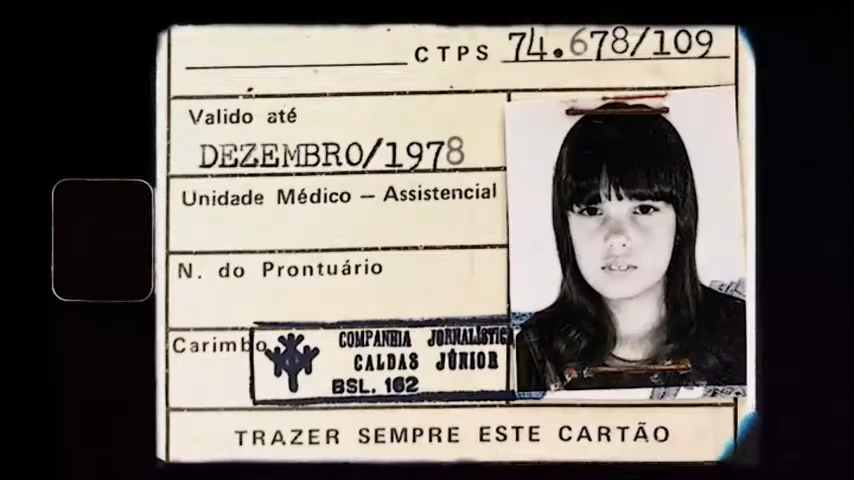 CTPS 74.678/109
Valido até
DEZEMBRO/1978
Unidade Médico – Assistencial
N. do Prontuário
Carimbo
COMPANHIA JORNALÍSTICA
CALDAS JÚNIOR
BSL. 162
TRAZER SEMPRE ESTE CARTÃO